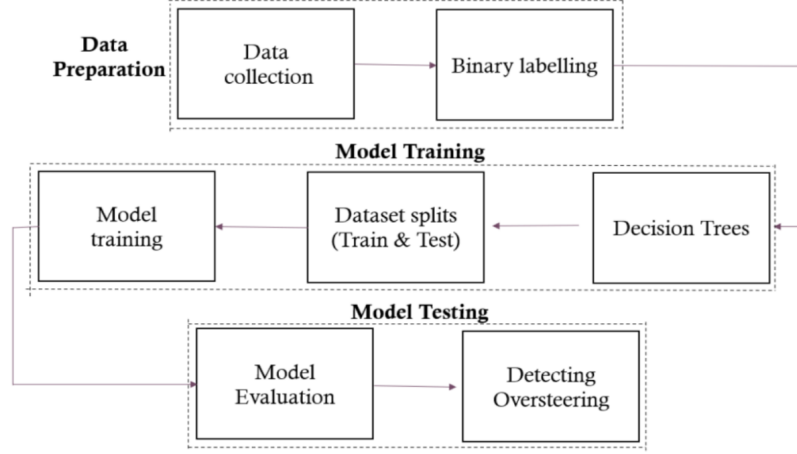 Data
Preparation
Data
collection
Binary labelling
Model Training
Decision Trees
Dataset splits
(Train & Test)
Model
training
Model Testing
Model
Evaluation
Detecting
Oversteering